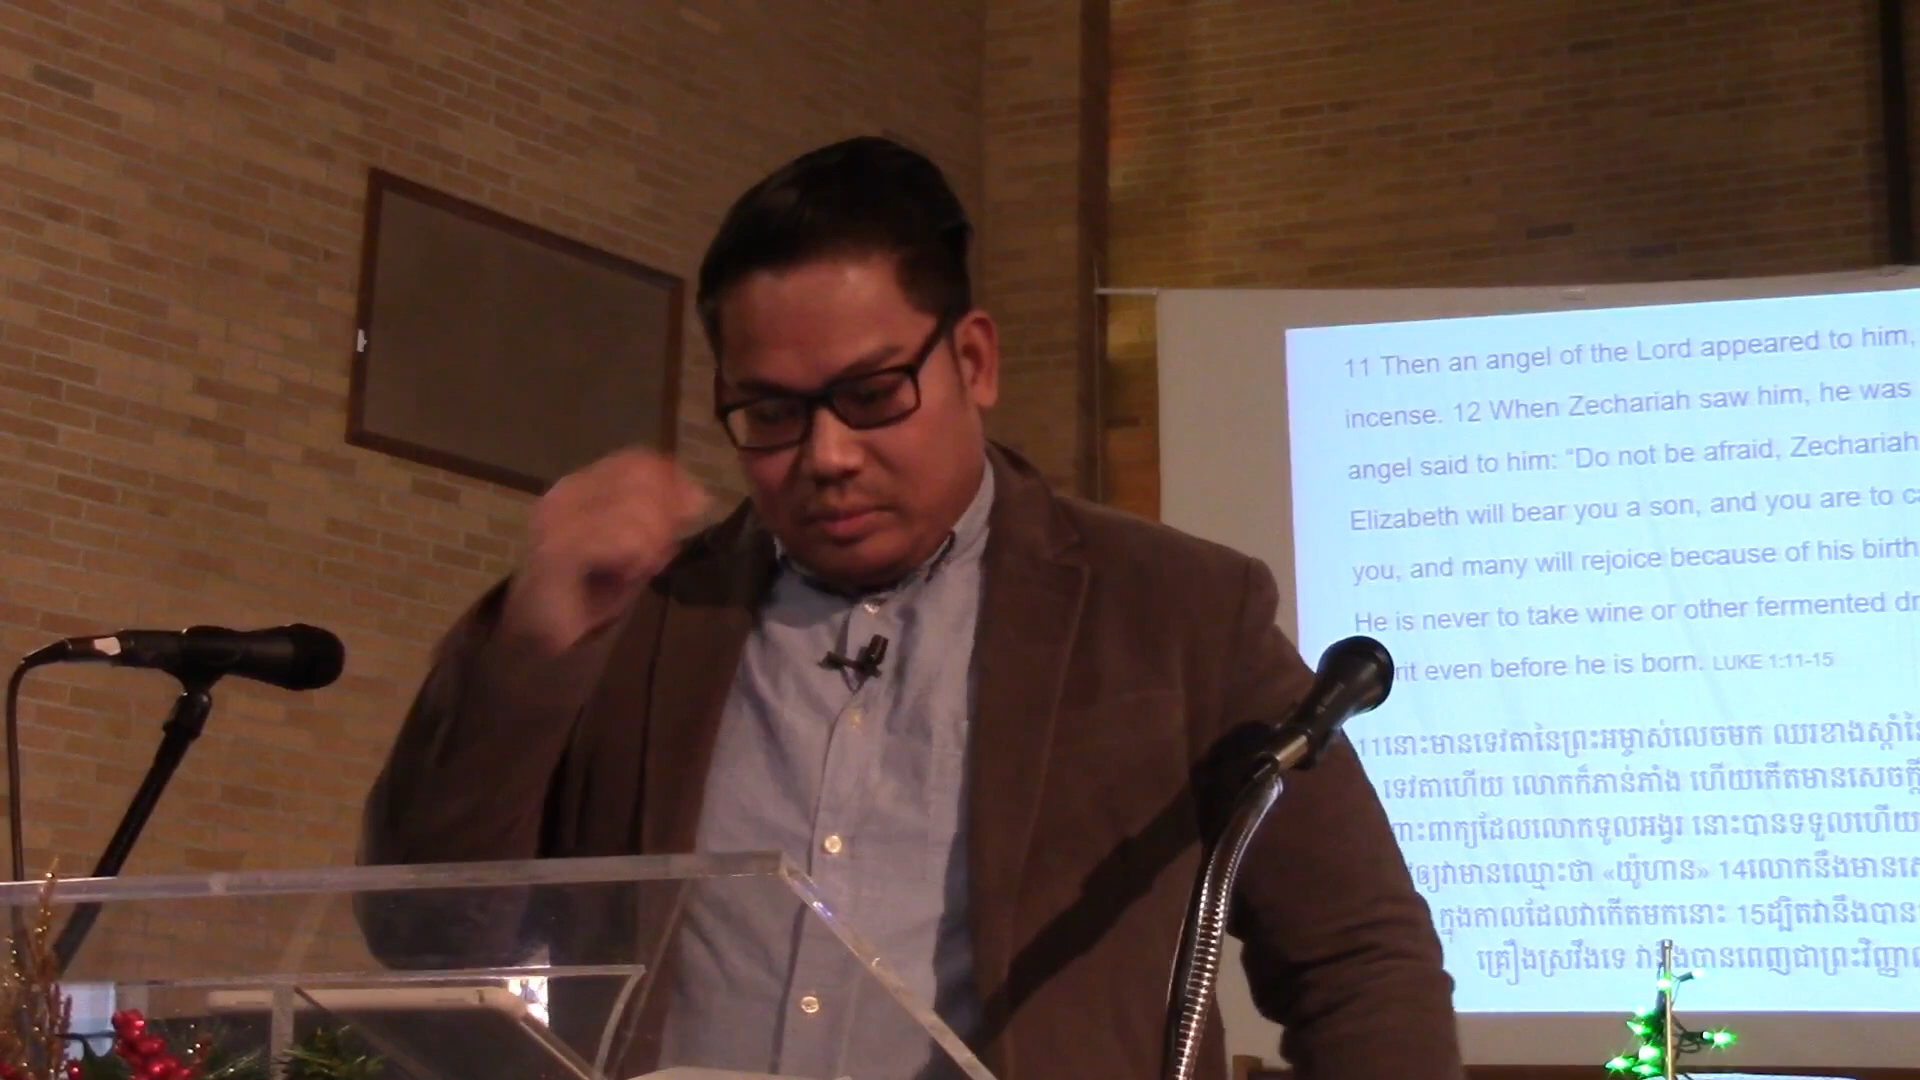 11 Then an angel of the Lord appeared to him,
incense. 12 When Zechariah saw him, he was
angel said to him: “Do not be afraid, Zechariah
Elizabeth will bear you a son, and you are to
you, and many will rejoice because of his birth
He is never to take wine or other fermented
even before he is born. LUKE 1:11-15
11នោះមានទេវតានៃព្រះអម្ចាស់លេចមក ឈរខាងស្តាំ
ទេវតាហើយ លោកក៏ភាន់ភាំង ហើយកើតមានសេចក្តី
ពាក្យដែលលោកទូលអង្វរ នោះបានទទួលហើយ
ឲ្យវាមានឈ្មោះថា «យ៉ូហាន» 14លោកនឹងមាន
ក្នុងកាលដែលវាកើតមកនោះ 15ដ្បិតវានឹងបាន
គ្រឿងស្រវឹងទេ វានឹងបានពេញជាព្រះវិញ្ញាណ